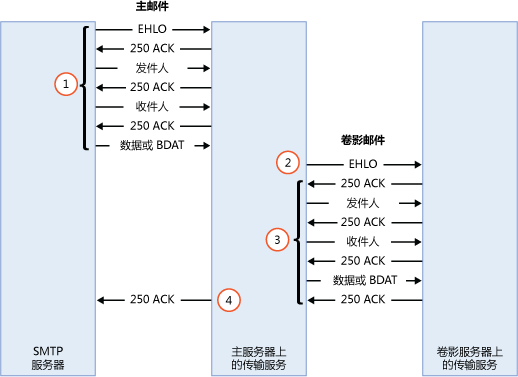 主邮件
EHLO
250 ACK
发件人
250 ACK
1
收件人
250 ACK
数据或 BDAT
卷影邮件
2
EHLO
250 ACK
发件人
250 ACK
3
收件人
250 ACK
数据或 BDAT
250 ACK
4
250 ACK
SMTP
服务器
主服务器上
的传输服务
卷影服务器上
的传输服务